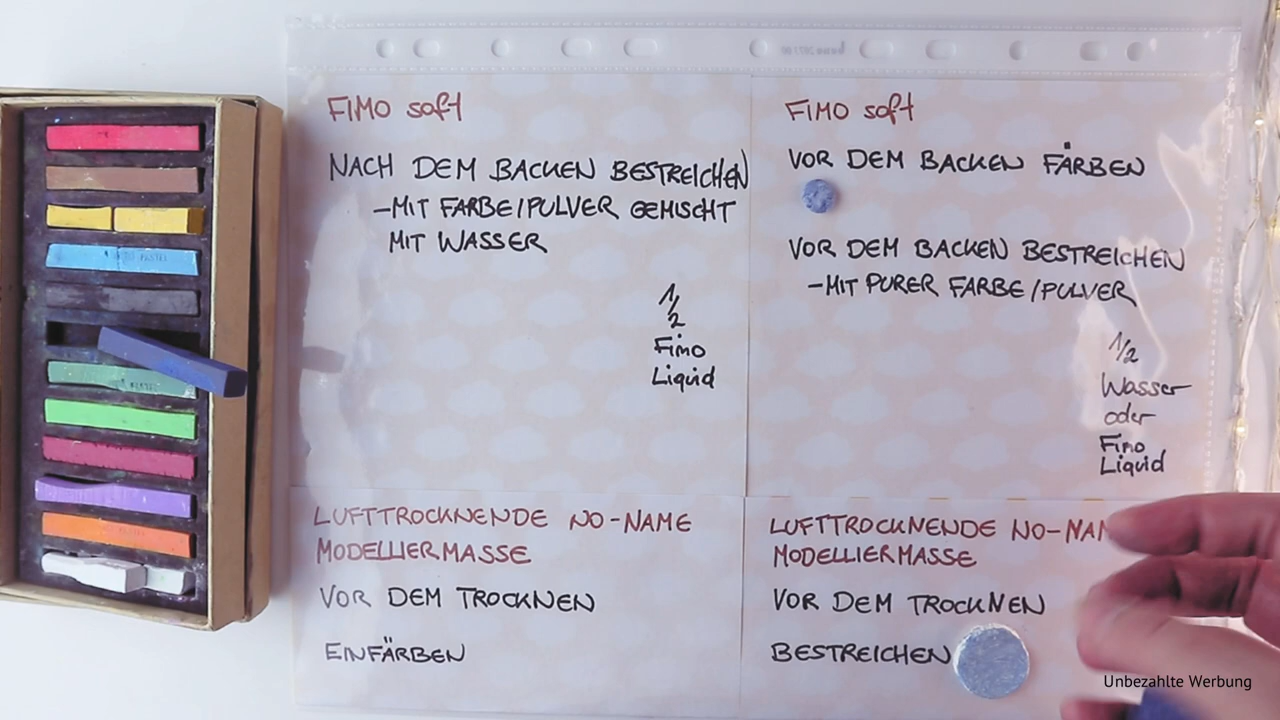 FIMO soft
NACH DEM BACKEN BESTREICHEN
-MIT FARBE/PULVER GEMISCHT
MIT WASSER
1/2
Fimo
Liquid
FIMO soft
VOR DEM BACKEN FÄRBEN
VOR DEM BACKEN BESTREICHEN
-MIT PURER FARBE/PULVER
1/2
Wasser
oder
Fimo
Liquid
LUFTTROCKNENDE NO-NAME
MODELLIERMASSE
VOR DEM TROCKNEN
EINFÄRBEN
LUFTTROCKNENDE NO-NAM
MODELLIERMASSE
VOR DEM TROCKNEN
BESTREICHEN
Unbezahlte Werbung